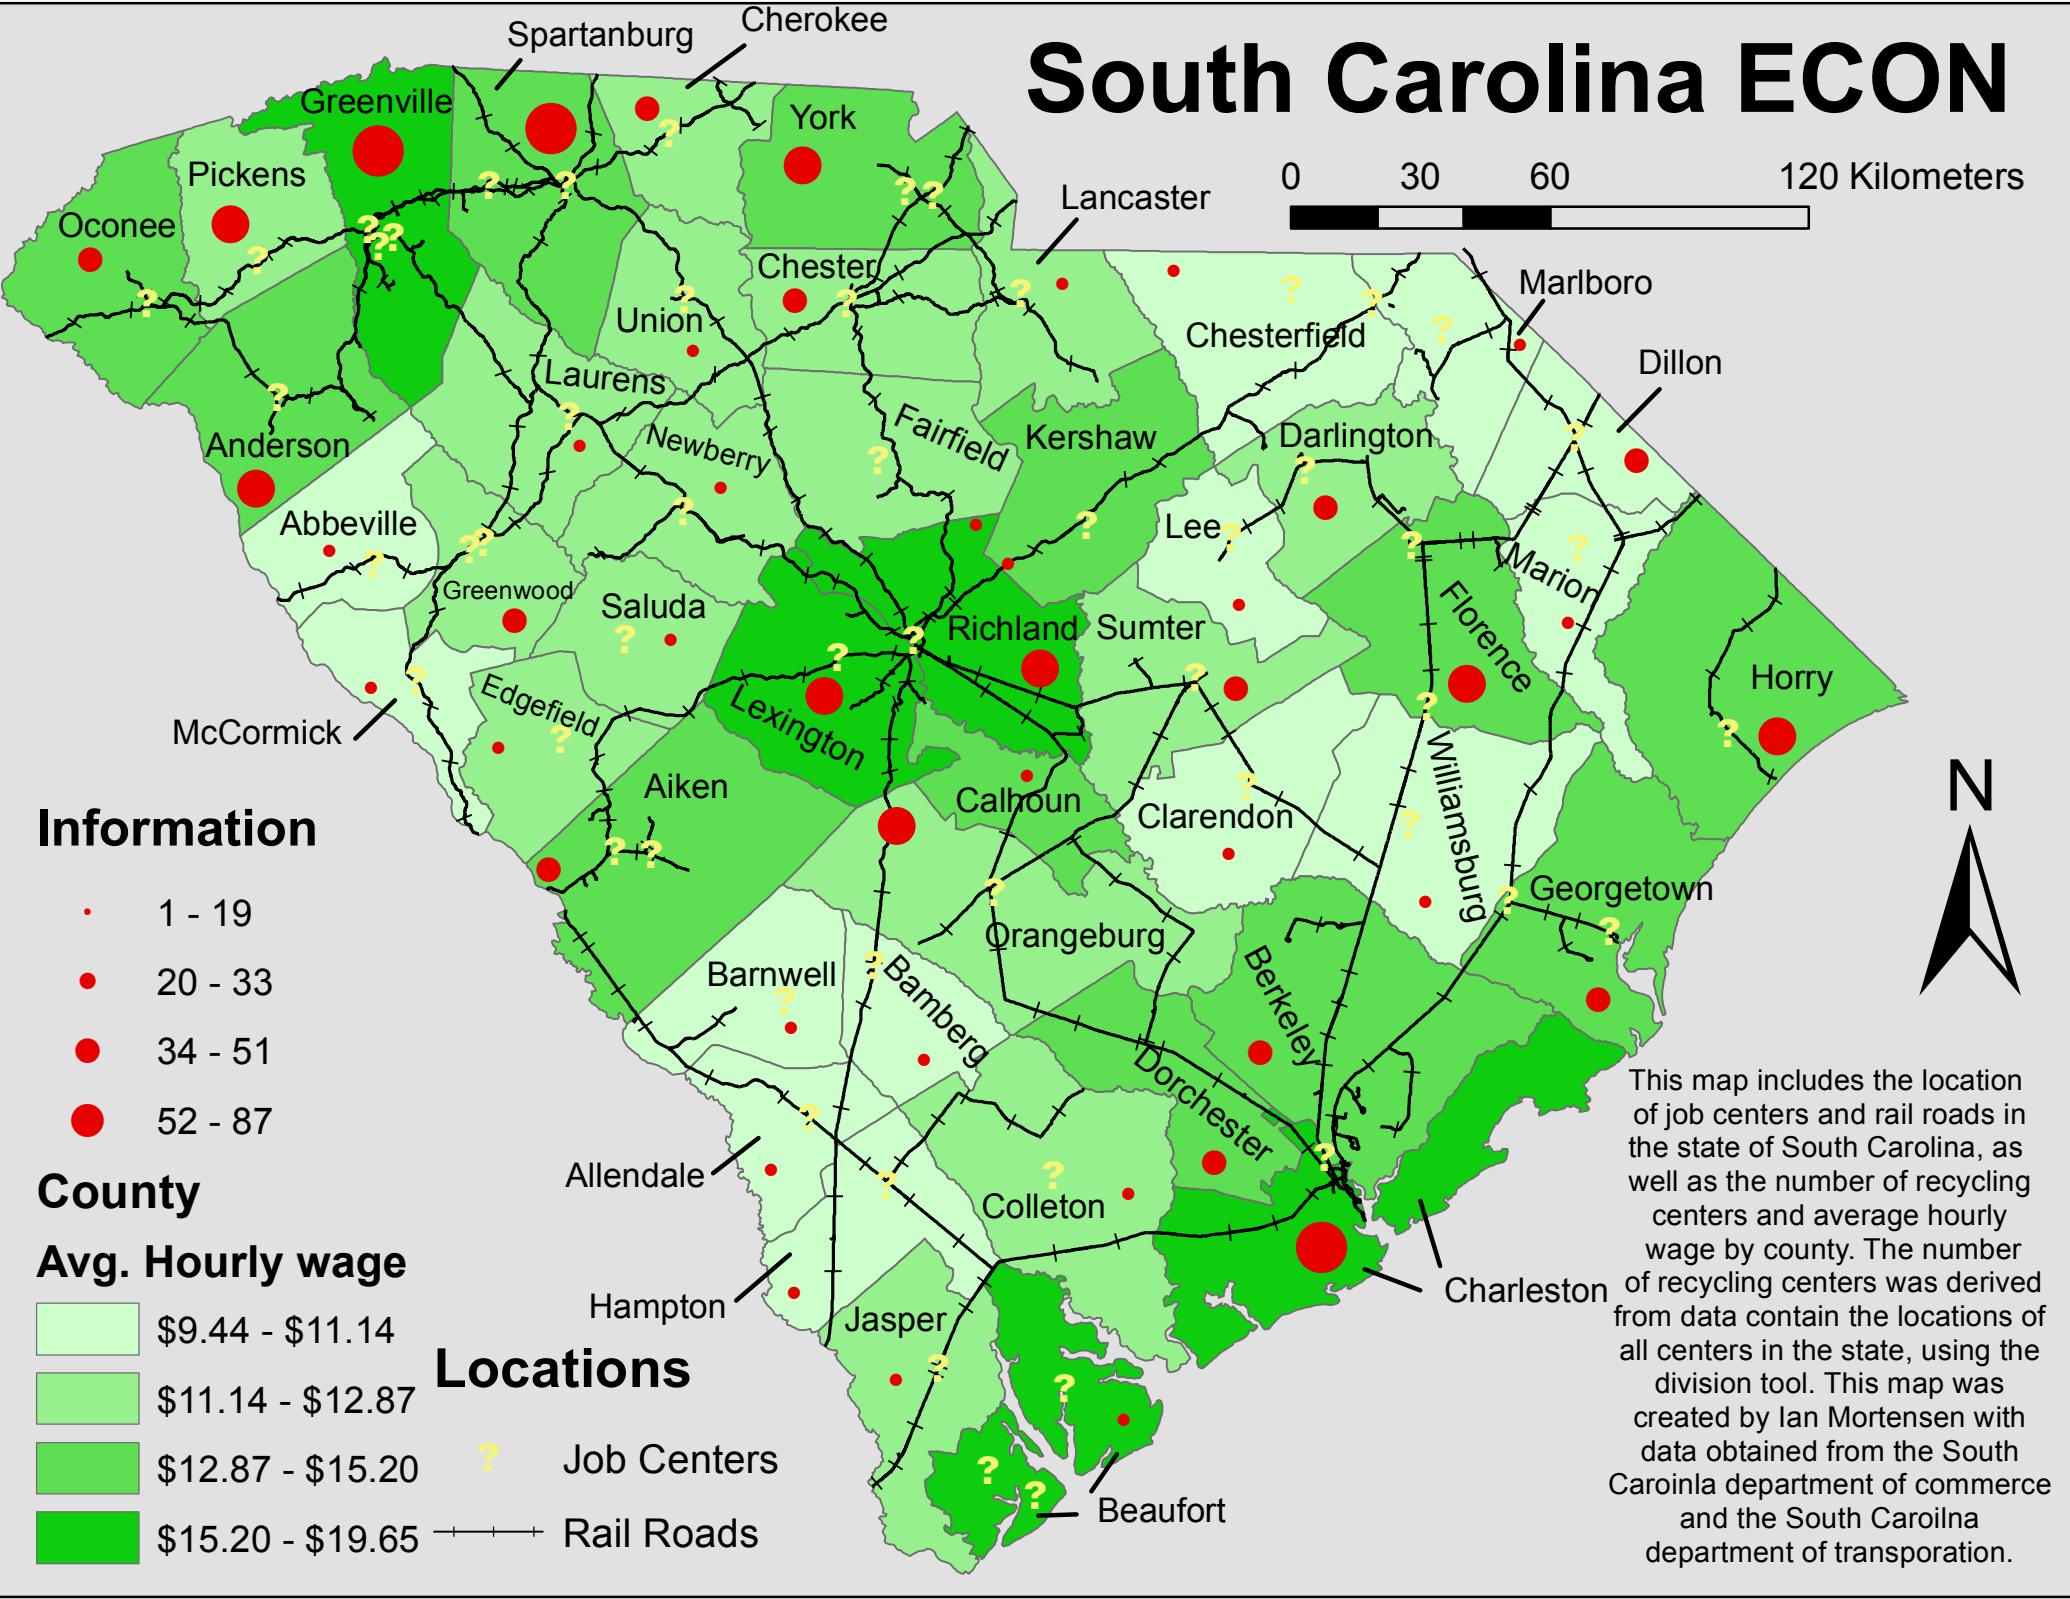 South Carolina ECON
0 30 60 120 Kilometers
Spartanburg
Cherokee
Greenville
York
Pickens
Lancaster
Oconee
Chester
Marlboro
Union
Chesterfield
Dillon
Laurens
Anderson
Newberry
Fairfield
Kershaw
Darlington
Abbeville
Lee
Marion
Greenwood
Saluda
Richland
Sumter
Florence
Horry
Edgefield
McCormick
Lexington
Aiken
Calhoun
Clarendon
Williamsburg
Georgetown
Orangeburg
Barnwell
Bamberg
Berkeley
Dorchester
Allendale
Colleton
Hampton
Charleston
Jasper
Beaufort
N
Information
1 - 19
20 - 33
34 - 51
52 - 87
County
Avg. Hourly wage
$9.44 - $11.14
$11.14 - $12.87
$12.87 - $15.20
$15.20 - $19.65
Locations
? Job Centers
Rail Roads
This map includes the location
of job centers and rail roads in
the state of South Carolina, as
well as the number of recycling
centers and average hourly
wage by county. The number
of recycling centers was derived
from data contain the locations of
all centers in the state, using the
division tool. This map was
created by Ian Mortensen with
data obtained from the South
Caroinla department of commerce
and the South Caroilna
department of transporation.